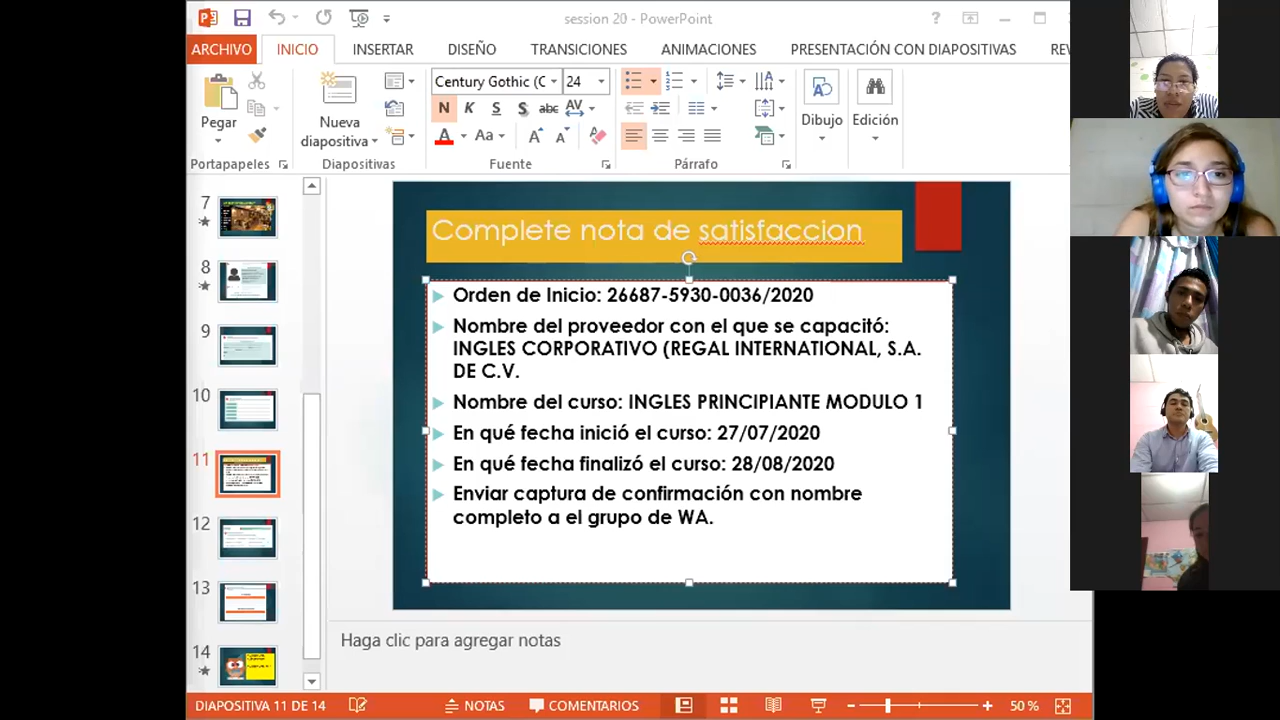 session 20 - PowerPoint
ARCHIVO INICIO INSERTAR DISEÑO TRANSICIONES ANIMACIONES PRESENTACIÓN CON DIAPOSITIVAS
Century Gothic (C 24
N K S S abc AV
Pegar Nueva diapositiva Dibujo Edición
A Aa A A
Portapapeles Diapositivas Fuente Párrafo
7
8
9
10
11
12
13
14
Complete nota de satisfaccion
Orden de Inicio: 26687-5930-0036/2020
Nombre del proveedor con el que se capacitó:
INGLES CORPORATIVO (REGAL INTERNATIONAL, S.A.
DE C.V.
Nombre del curso: INGLES PRINCIPIANTE MODULO 1
En qué fecha inició el curso: 27/07/2020
En qué fecha finalizó el curso: 28/08/2020
Enviar captura de confirmación con nombre
completo a el grupo de WA.
Haga clic para agregar notas
DIAPOSITIVA 11 DE 14 NOTAS COMENTARIOS 50 %